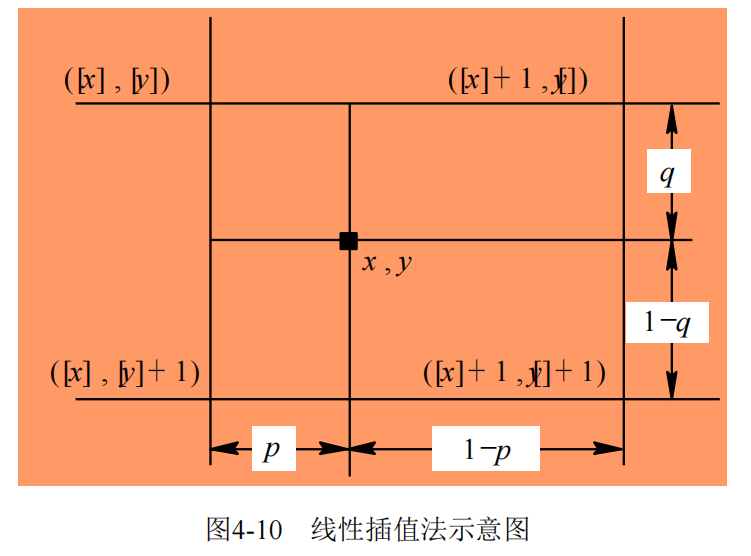 ([x] , [y]) ([x]+ 1 ,[y])
q
x , y
1−q
([x] , [y]+ 1) ([x]+ 1 ,[y]+ 1)
p 1−p
图4-10 线性插值法示意图